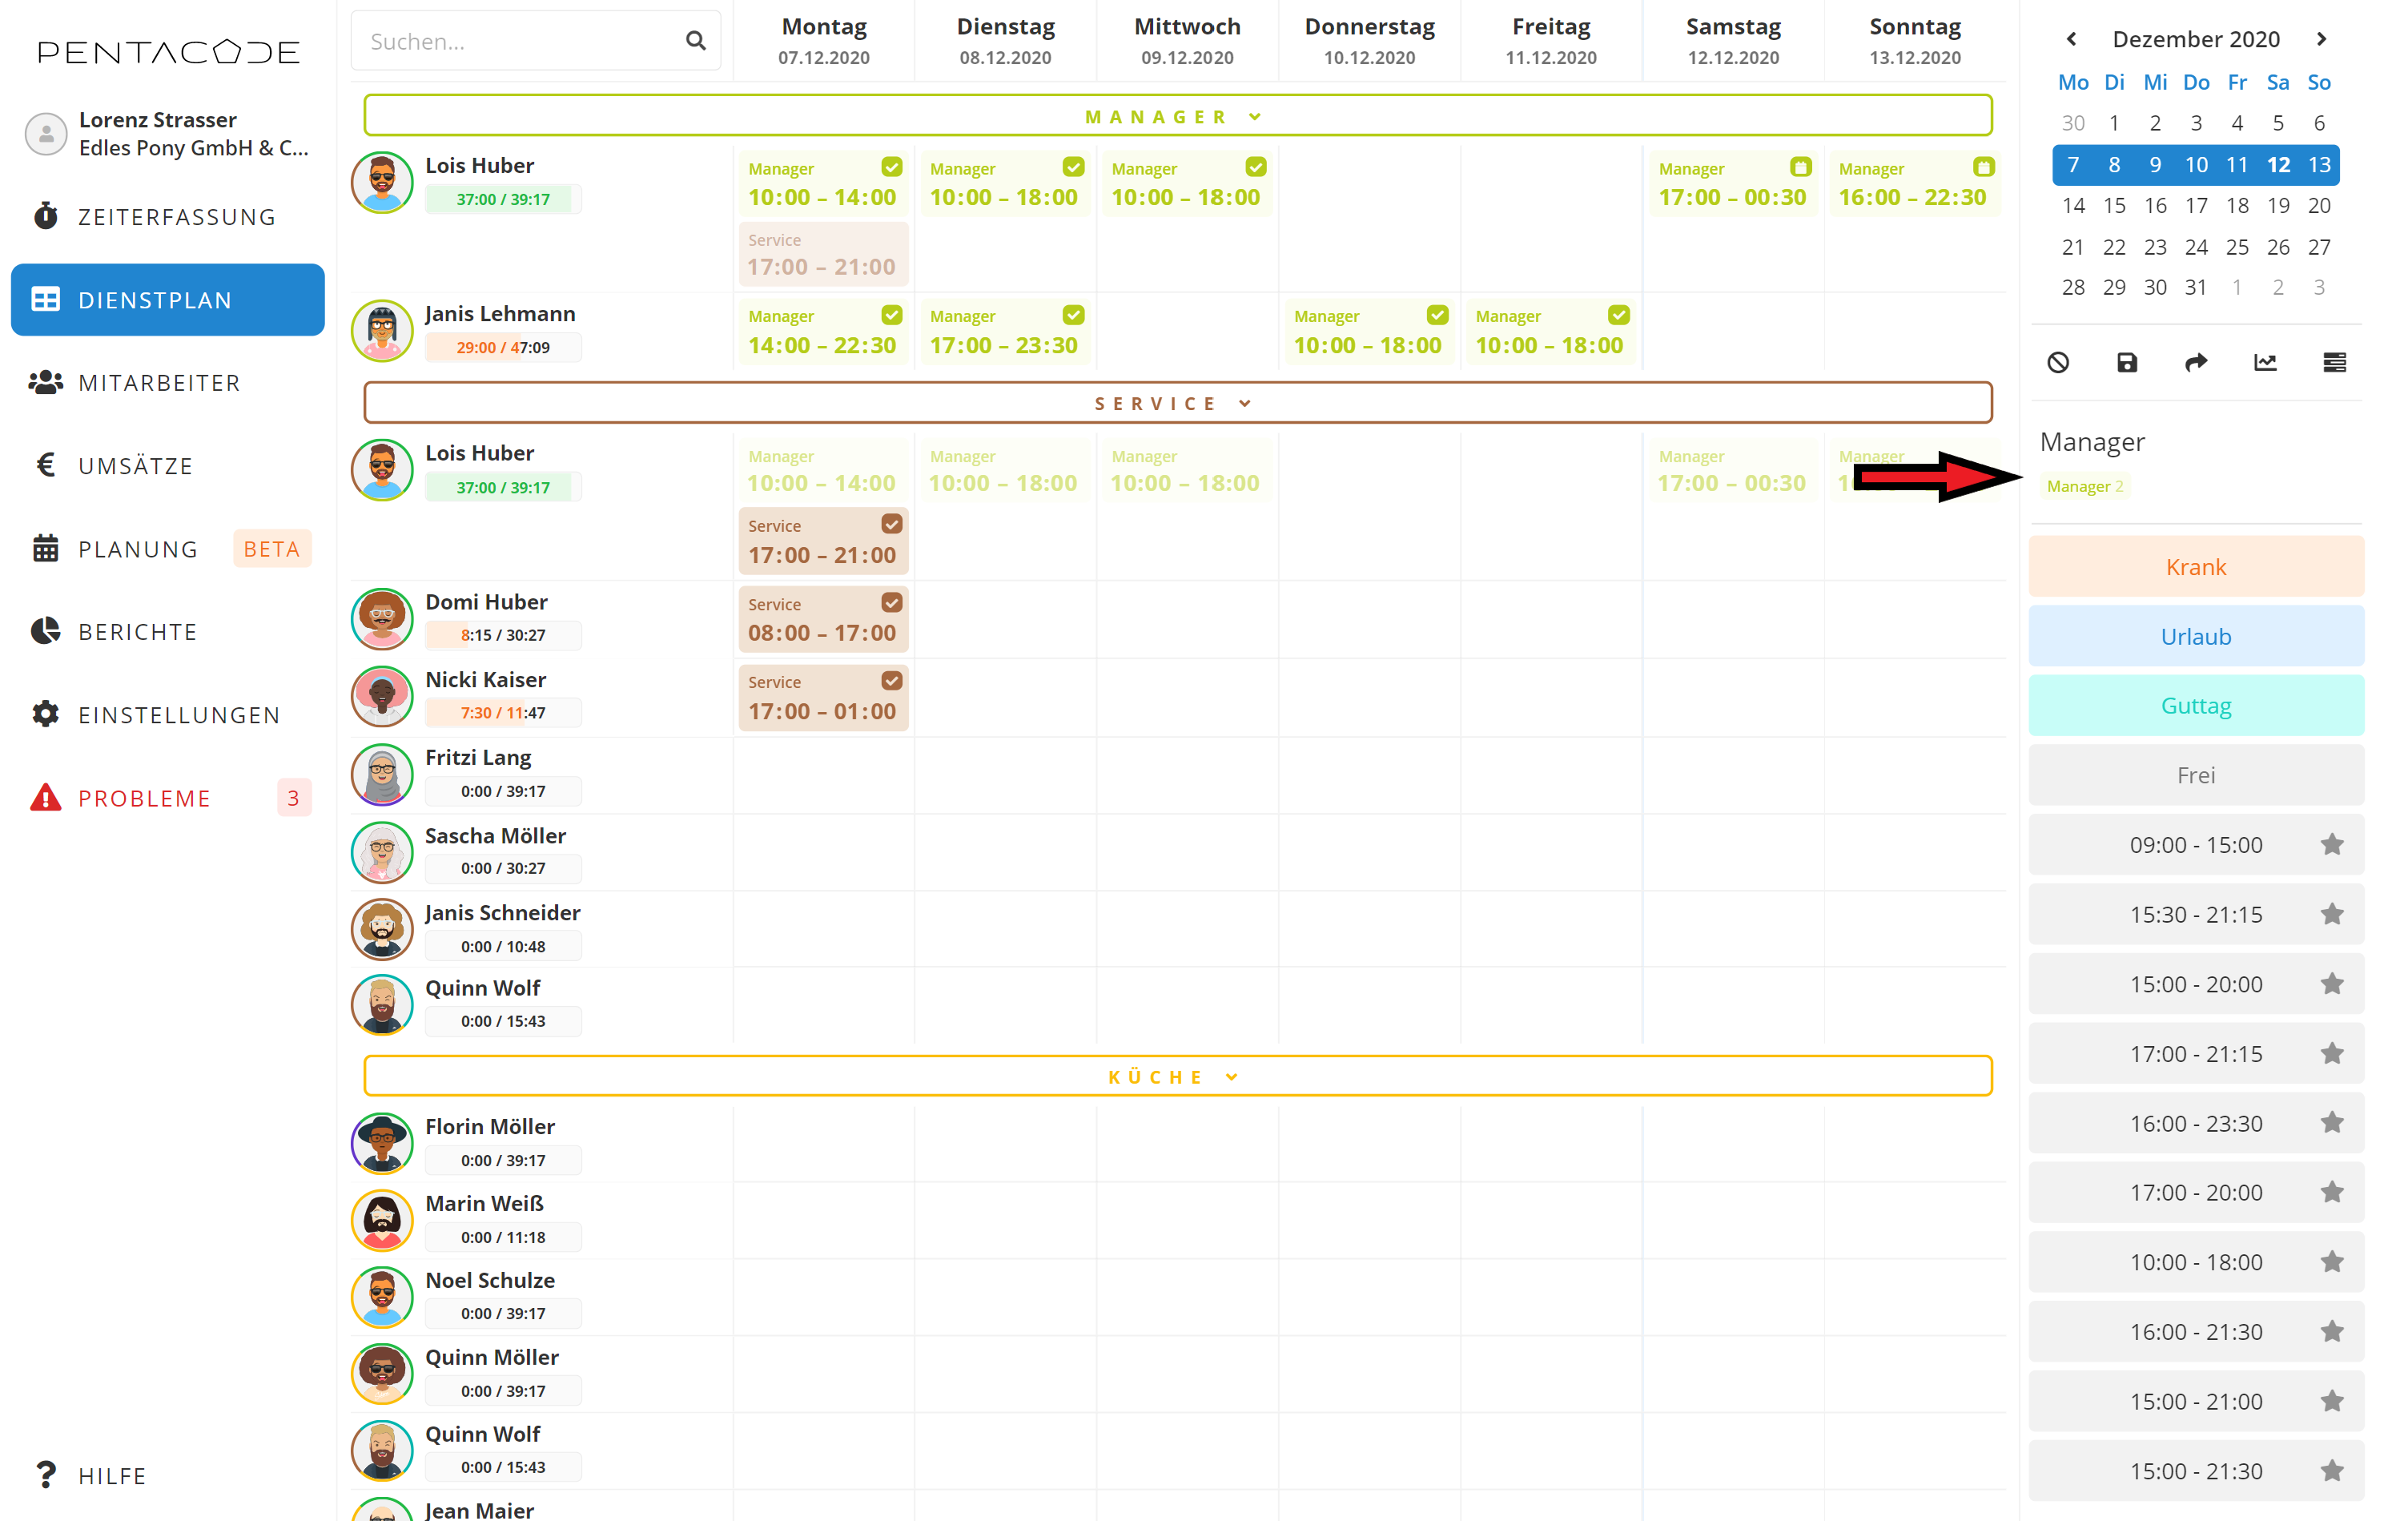 PENTACODE
Lorenz Strasser
Edles Pony GmbH & C...
ZEITERFASSUNG
DIENSTPLAN
MITARBEITER
UMSÄTZE
PLANUNG BETA
BERICHTE
EINSTELLUNGEN
PROBLEME 3
HILFE
Suchen...
Montag Dienstag Mittwoch Donnerstag Freitag Samstag Sonntag
07.12.2020 08.12.2020 09.12.2020 10.12.2020 11.12.2020 12.12.2020 13.12.2020
MANAGER
Lois Huber
37:00 / 39:17
Manager Manager Manager Manager Manager
10:00 – 14:00 10:00 – 18:00 10:00 – 18:00 17:00 – 00:30 16:00 – 22:30
Service
17:00 – 21:00
Janis Lehmann
29:00 / 47:09
Manager Manager Manager Manager
14:00 – 22:30 17:00 – 23:30 10:00 – 18:00 10:00 – 18:00
SERVICE
Lois Huber
37:00 / 39:17
Manager Manager Manager Manager Manager
10:00 – 14:00 10:00 – 18:00 10:00 – 18:00 17:00 – 00:30
Service
17:00 – 21:00
Domi Huber
8:15 / 30:27
Service
08:00 – 17:00
Nicki Kaiser
7:30 / 11:47
Service
17:00 – 01:00
Fritzi Lang
0:00 / 39:17
Sascha Möller
0:00 / 30:27
Janis Schneider
0:00 / 10:48
Quinn Wolf
0:00 / 15:43
KÜCHE
Florin Möller
0:00 / 39:17
Marin Weiß
0:00 / 11:18
Noel Schulze
0:00 / 39:17
Quinn Möller
0:00 / 39:17
Quinn Wolf
0:00 / 15:43
Jean Maier
Dezember 2020
Mo Di Mi Do Fr Sa So
30 1 2 3 4 5 6
7 8 9 10 11 12 13
14 15 16 17 18 19 20
21 22 23 24 25 26 27
28 29 30 31 1 2 3
Manager
Manager 2
Krank
Urlaub
Guttag
Frei
09:00 - 15:00
15:30 - 21:15
15:00 - 20:00
17:00 - 21:15
16:00 - 23:30
17:00 - 20:00
10:00 - 18:00
16:00 - 21:30
15:00 - 21:00
15:00 - 21:30